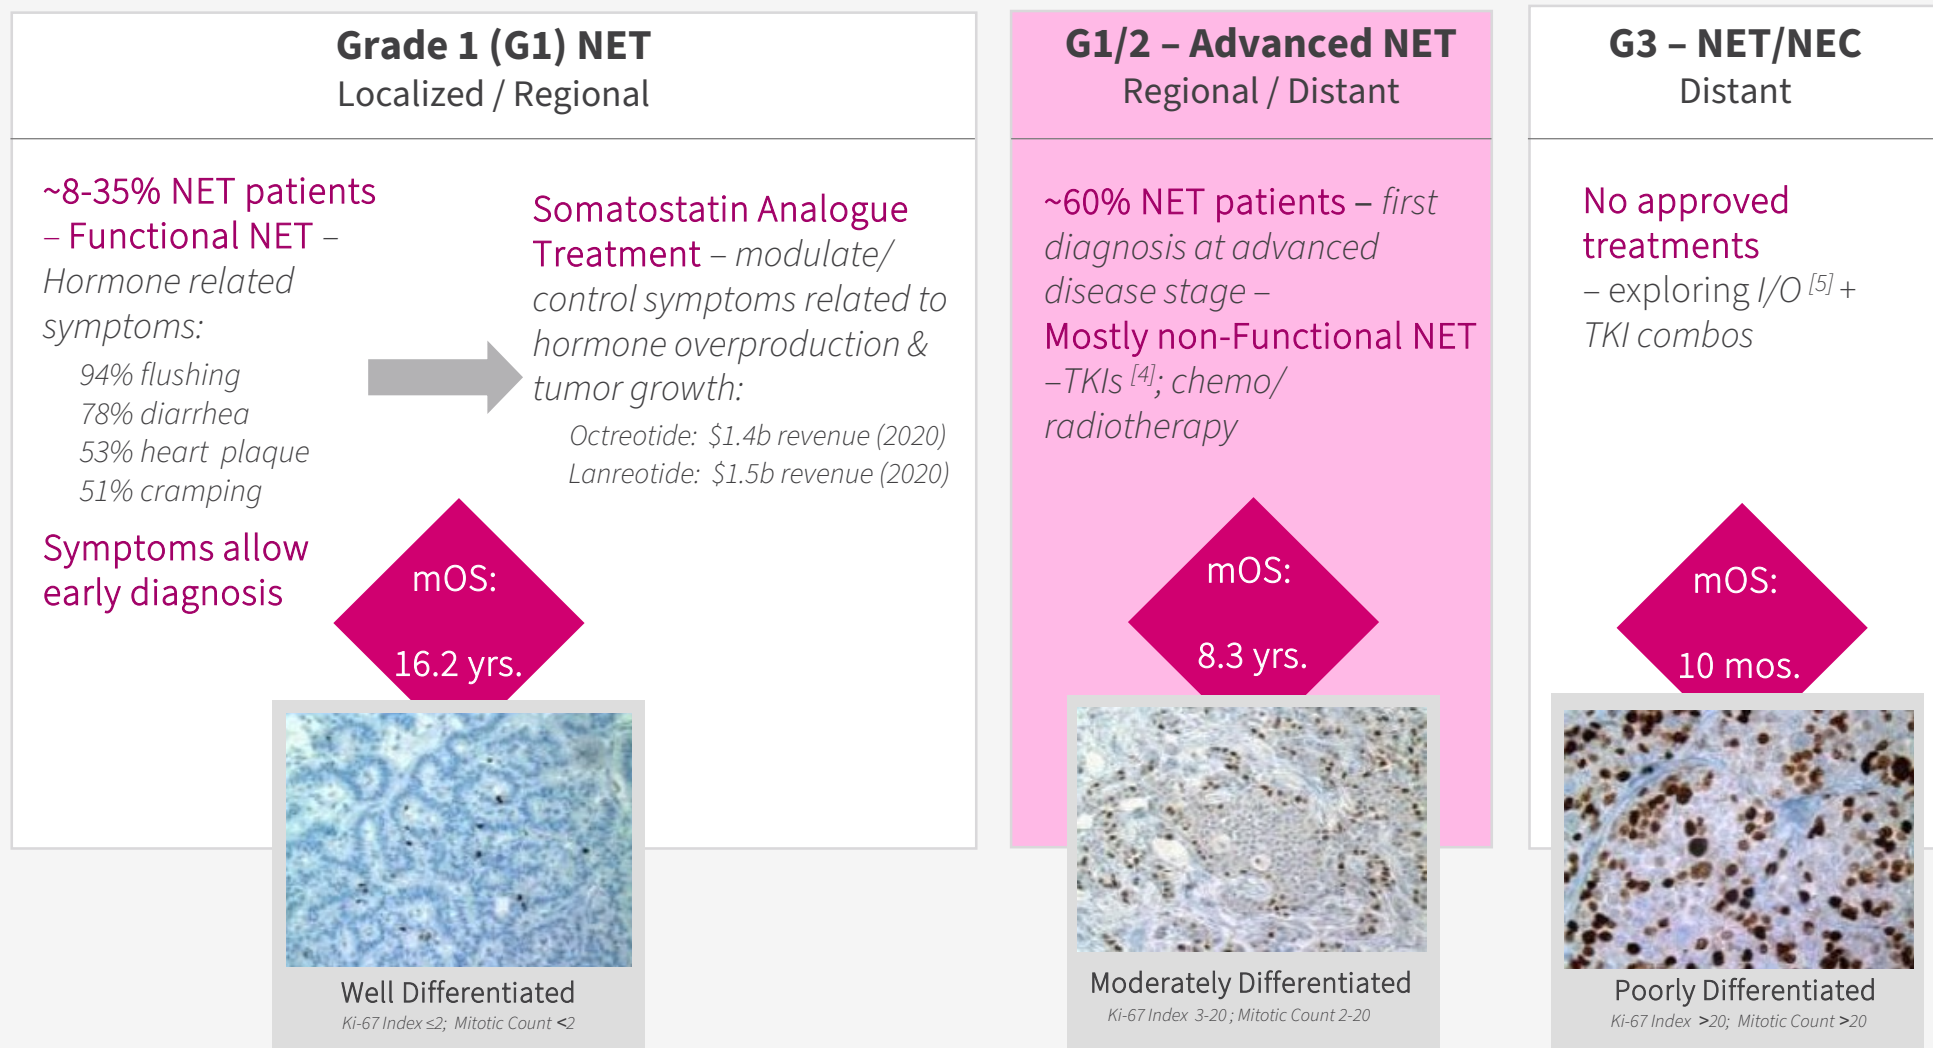 Grade 1 (G1) NET
Localized / Regional
~8-35% NET patients
– Functional NET –
Hormone related
symptoms:
94% flushing
78% diarrhea
53% heart plaque
51% cramping
Symptoms allow
early diagnosis
Somatostatin Analogue
Treatment – modulate/
control symptoms related to
hormone overproduction &
tumor growth:
Octreotide: $1.4b revenue (2020)
Lanreotide: $1.5b revenue (2020)
mOS:
16.2 yrs.
Well Differentiated
Ki-67 Index ≤2; Mitotic Count <2
G1/2 – Advanced NET
Regional / Distant
~60% NET patients – first
diagnosis at advanced
disease stage –
Mostly non-Functional NET
–TKIs [4]; chemo/
radiotherapy
mOS:
8.3 yrs.
Moderately Differentiated
Ki-67 Index 3-20 ; Mitotic Count 2-20
G3 – NET/NEC
Distant
No approved
treatments
– exploring I/O [5] +
TKI combos
mOS:
10 mos.
Poorly Differentiated
Ki-67 Index >20; Mitotic Count >20